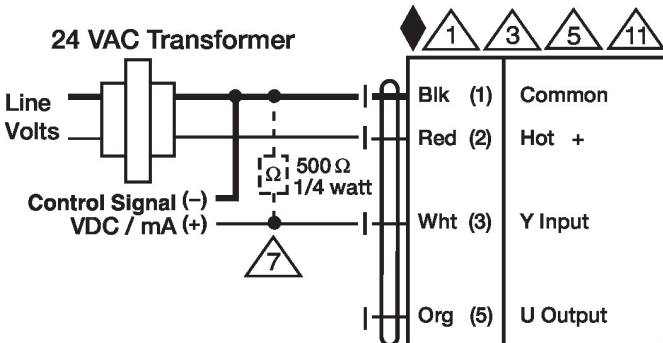 24 VAC Transformer
1 3 5 11
Line
Volts
Blk (1) Common
Red (2) Hot +
Ω 500 Ω
1/4 watt
Control Signal (–)
VDC / mA (+)
Wht (3) Y Input
7
Org (5) U Output